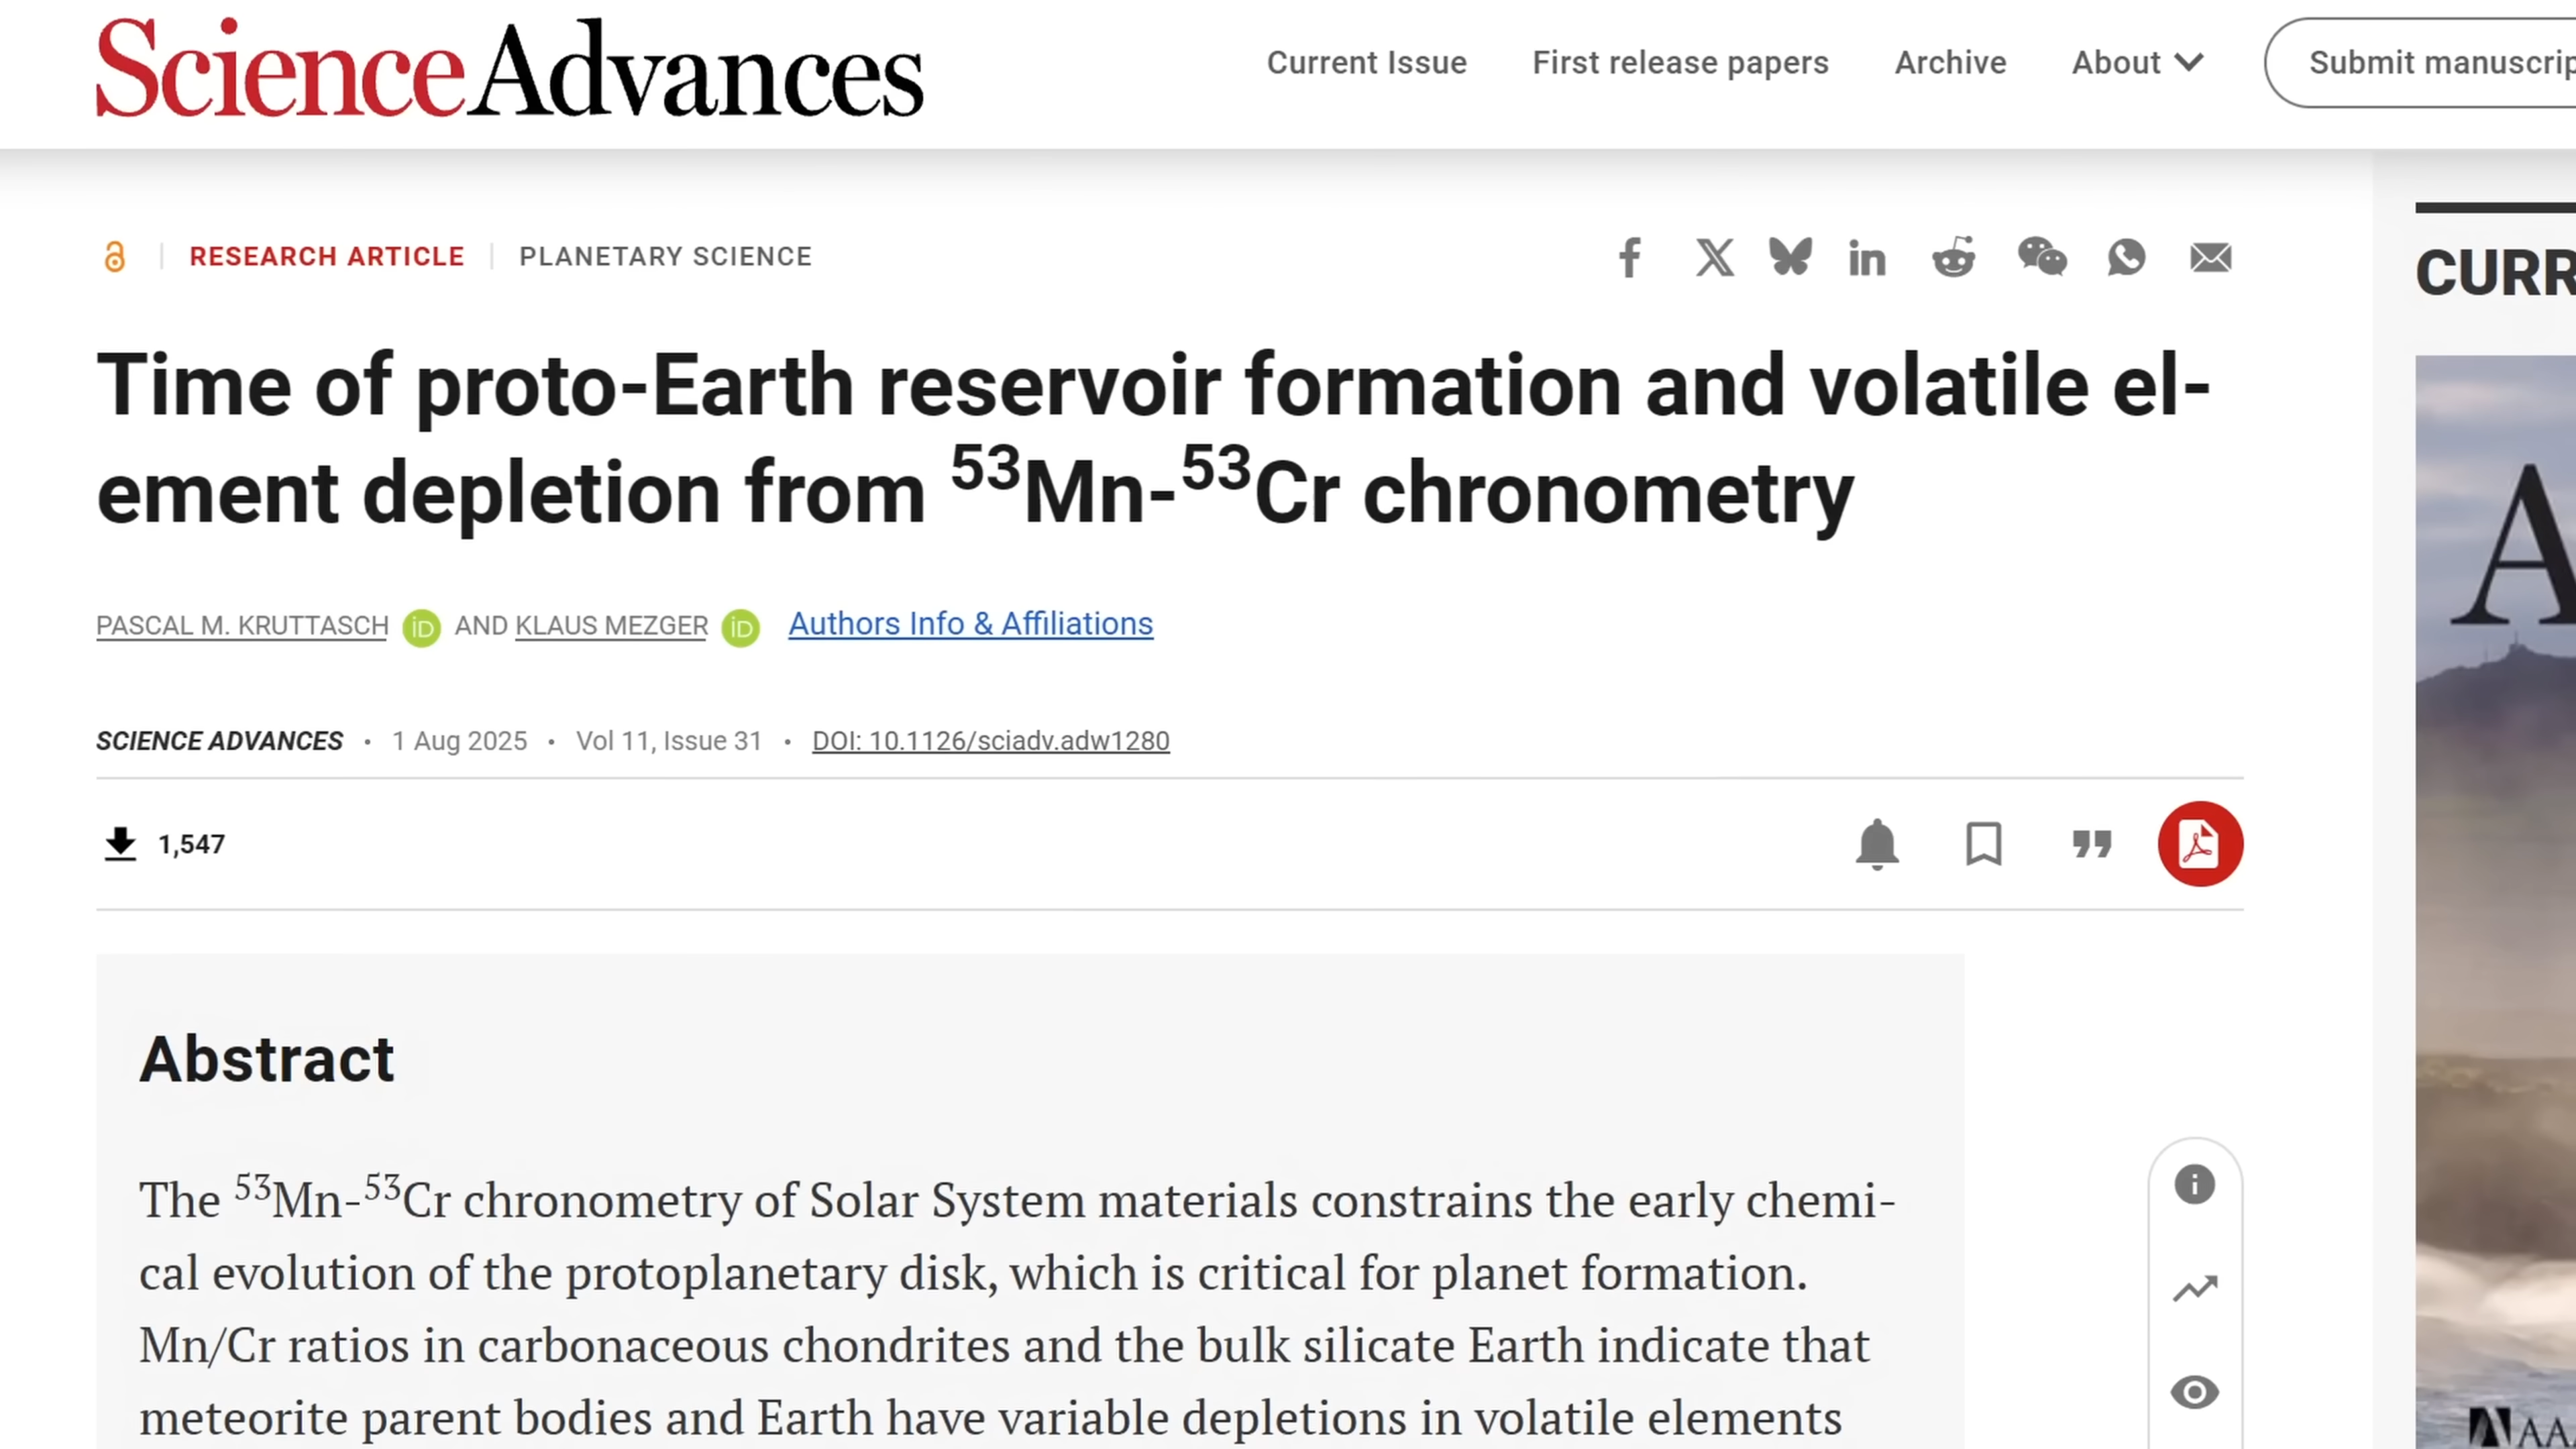 ScienceAdvances
Current Issue First release papers Archive About Submit manuscrip
RESEARCH ARTICLE PLANETARY SCIENCE
CURR
Time of proto-Earth reservoir formation and volatile el-
ement depletion from ⁵³Mn-⁵³Cr chronometry
PASCAL M. KRUTTASCH iD AND KLAUS MEZGER iD Authors Info & Affiliations
SCIENCE ADVANCES • 1 Aug 2025 • Vol 11, Issue 31 • DOI: 10.1126/sciadv.adw1280
1,547
Abstract
The ⁵³Mn-⁵³Cr chronometry of Solar System materials constrains the early chemi-
cal evolution of the protoplanetary disk, which is critical for planet formation.
Mn/Cr ratios in carbonaceous chondrites and the bulk silicate Earth indicate that
meteorite parent bodies and Earth have variable depletions in volatile elements
A
AA